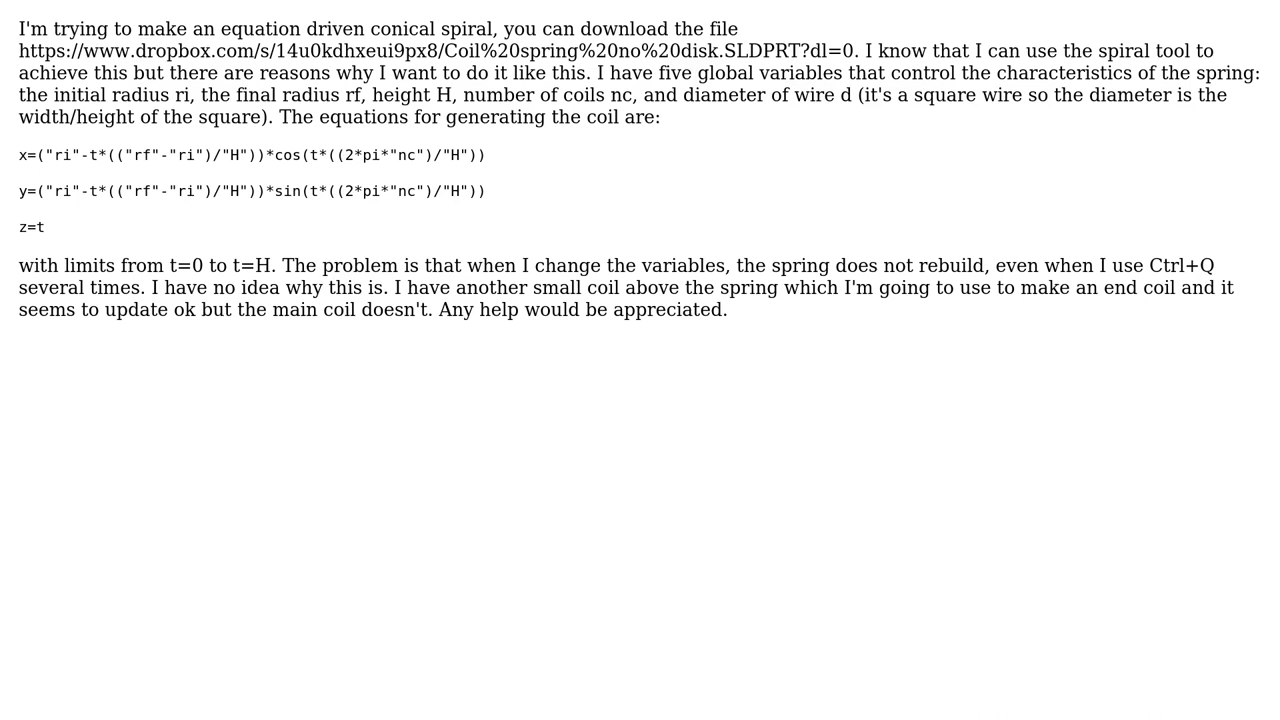 I'm trying to make an equation driven conical spiral, you can download the file
https://www.dropbox.com/s/14u0kdhxeui9px8/Coil%20spring%20no%20disk.SLDPRT?dl=0. I know that I can use the spiral tool to
achieve this but there are reasons why I want to do it like this. I have five global variables that control the characteristics of the spring:
the initial radius ri, the final radius rf, height H, number of coils nc, and diameter of wire d (it's a square wire so the diameter is the
width/height of the square). The equations for generating the coil are:
x=("ri"-t*(("rf"-"ri")/"H"))*cos(t*((2*pi*"nc")/"H"))
y=("ri"-t*(("rf"-"ri")/"H"))*sin(t*((2*pi*"nc")/"H"))
z=t
with limits from t=0 to t=H. The problem is that when I change the variables, the spring does not rebuild, even when I use Ctrl+Q
several times. I have no idea why this is. I have another small coil above the spring which I'm going to use to make an end coil and it
seems to update ok but the main coil doesn't. Any help would be appreciated.